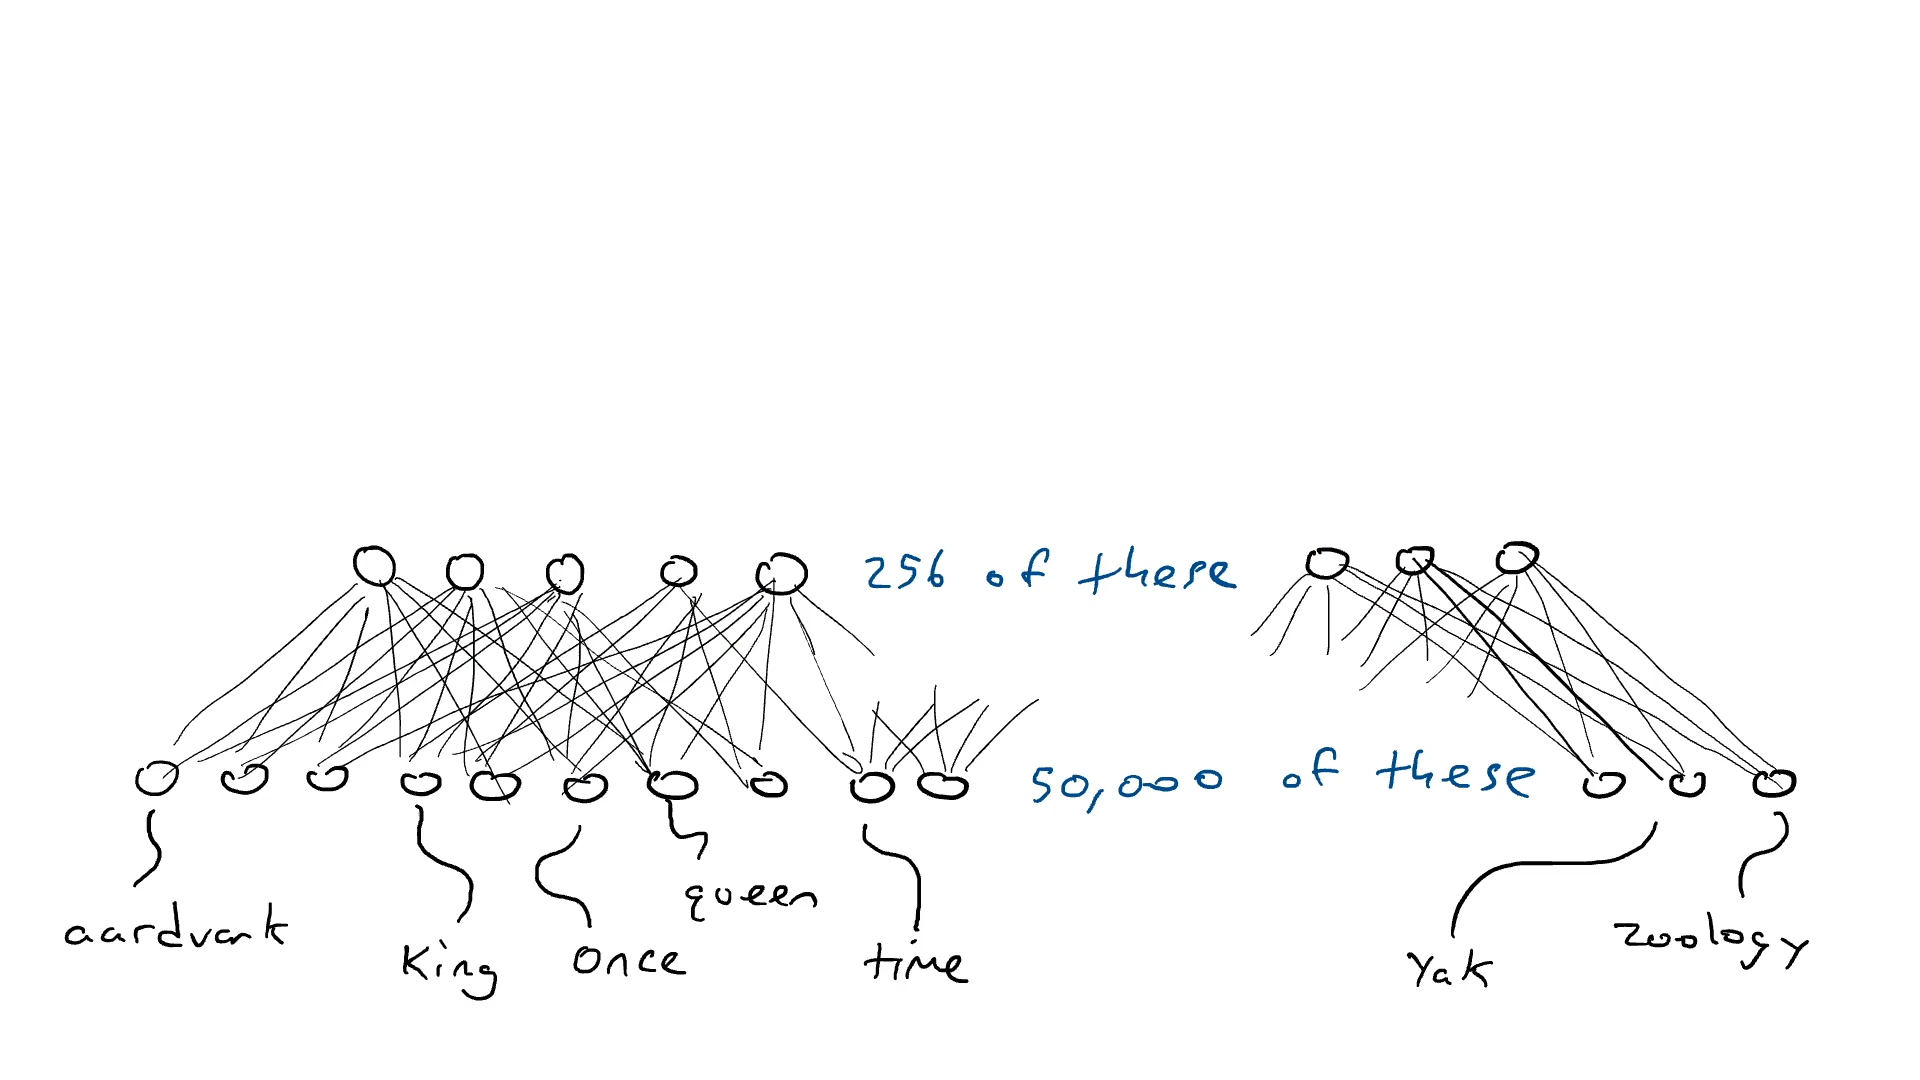 256 of these
50,000 of these
aardvark
King
once
queen
time
Yak
zoology